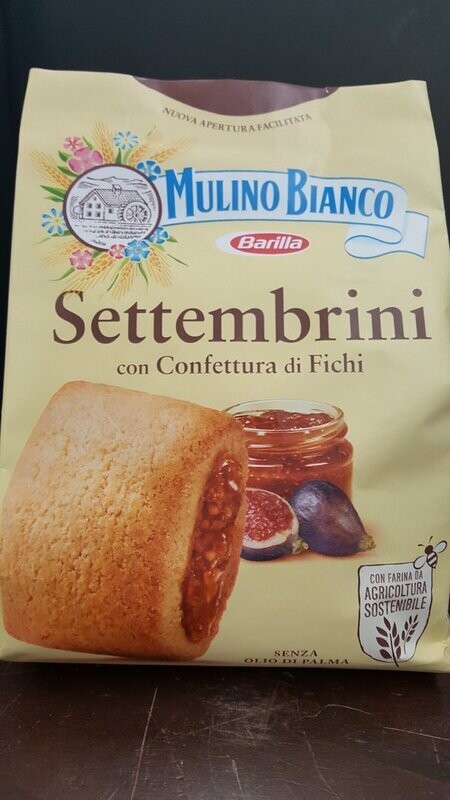 NUOVA APERTURA FACILITATA
MULINO BIANCO
Barilla
Settembrini
con Confettura di Fichi
CON FARINA DA
AGRICOLTURA
SOSTENIBILE
SENZA
OLIO DI PALMA